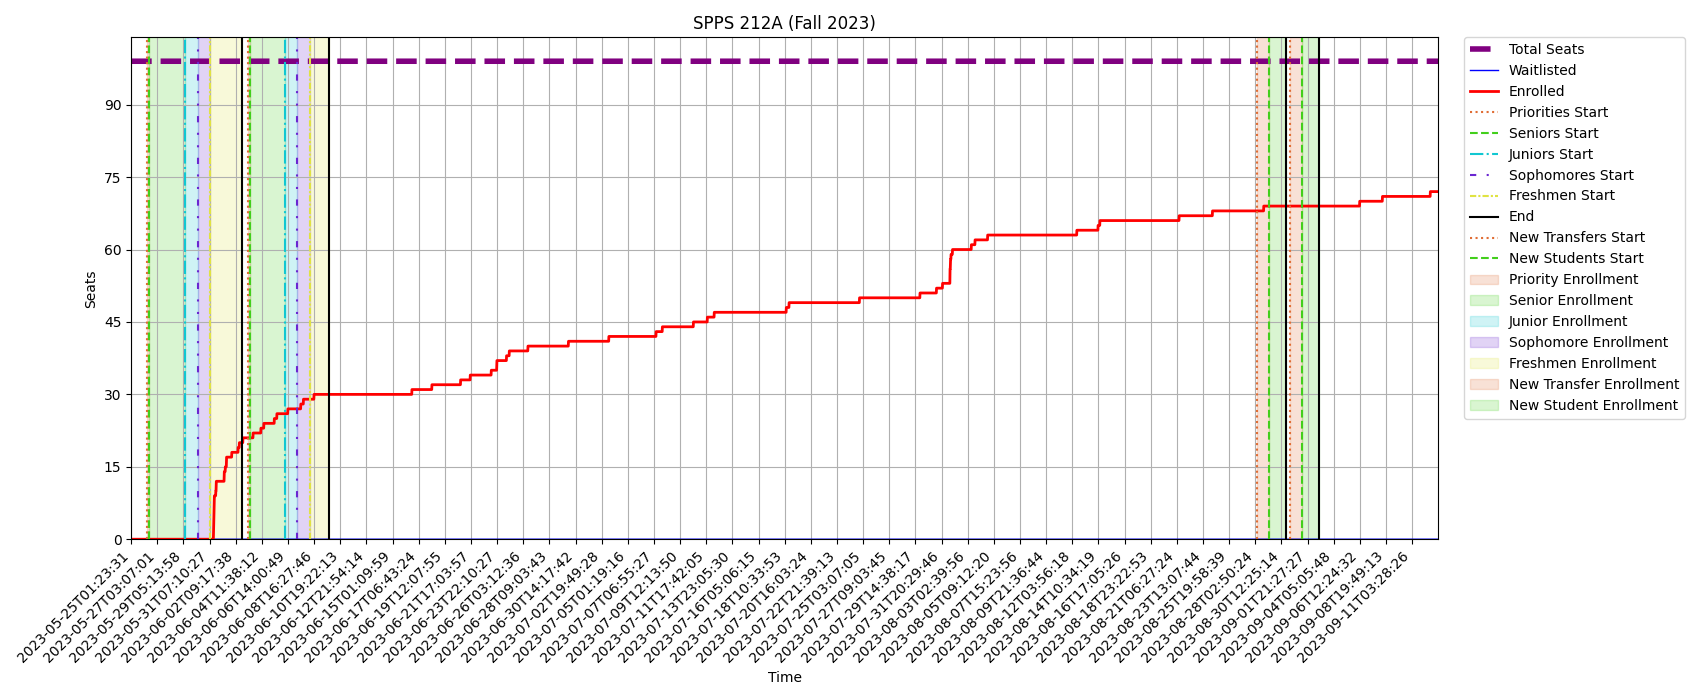 SPPS 212A (Fall 2023)
Seats
90
75
60
45
30
15
0
2023-05-25T01:23:31
2023-05-27T03:07:01
2023-05-29T05:13:58
2023-05-31T07:10:27
2023-06-02T09:17:38
2023-06-04T11:38:12
2023-06-06T14:00:49
2023-06-08T16:27:46
2023-06-10T19:22:13
2023-06-12T21:54:14
2023-06-15T01:09:59
2023-06-17T06:43:24
2023-06-19T12:07:55
2023-06-21T17:03:57
2023-06-23T22:10:27
2023-06-26T03:12:36
2023-06-28T09:03:43
2023-06-30T14:17:42
2023-07-02T19:49:28
2023-07-05T01:19:16
2023-07-07T06:55:27
2023-07-09T12:13:50
2023-07-11T17:42:05
2023-07-13T23:05:30
2023-07-16T05:06:15
2023-07-18T10:33:53
2023-07-20T16:03:24
2023-07-22T21:39:13
2023-07-25T03:07:05
2023-07-27T09:03:45
2023-07-29T14:38:17
2023-07-31T20:29:46
2023-08-03T02:39:56
2023-08-05T09:12:20
2023-08-07T15:23:56
2023-08-09T21:36:44
2023-08-12T03:56:18
2023-08-14T10:34:19
2023-08-16T17:05:26
2023-08-18T23:22:53
2023-08-21T06:27:24
2023-08-23T13:07:44
2023-08-25T19:58:39
2023-08-28T02:50:24
2023-08-30T12:25:14
2023-09-01T21:27:27
2023-09-04T05:05:48
2023-09-06T12:24:32
2023-09-08T19:49:13
2023-09-11T03:28:26
Time
Total Seats
Waitlisted
Enrolled
Priorities Start
Seniors Start
Juniors Start
Sophomores Start
Freshmen Start
End
New Transfers Start
New Students Start
Priority Enrollment
Senior Enrollment
Junior Enrollment
Sophomore Enrollment
Freshmen Enrollment
New Transfer Enrollment
New Student Enrollment